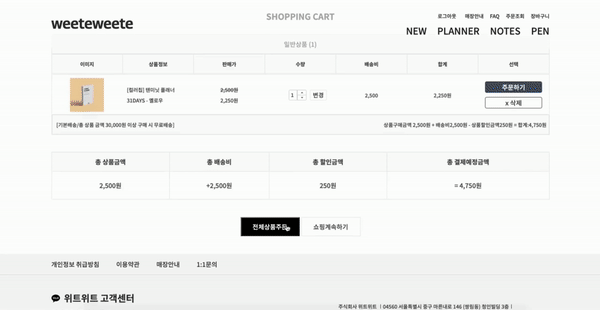 weeteweete
SHOPPING CART
로그아웃 매장안내 FAQ 주문조회 장바구니
NEW PLANNER NOTES PEN
일반상품 (1)
이미지 상품정보 판매가 수량 배송비 합계 선택
[컬러칩] 텐미닛 플래너
31DAYS - 옐로우
2,500원
2,250원
1 변경
2,500
2,250원
주문하기
x 삭제
[기본배송/총 상품 금액 30,000원 이상 구매 시 무료배송]
상품구매금액 2,500원 + 배송비2,500원 - 상품할인금액250원 = 합계:4,750원
총 상품금액 총 배송비 총 할인금액 총 결제예정금액
2,500원 +2,500원 250원 = 4,750원
전체상품주문 쇼핑계속하기
개인정보 취급방침 이용약관 매장안내 1:1문의
위트위트 고객센터
주식회사 위트위트 | 04560 서울특별시 중구 마른내로 146 (쌍림동) 청인빌딩 3층 |